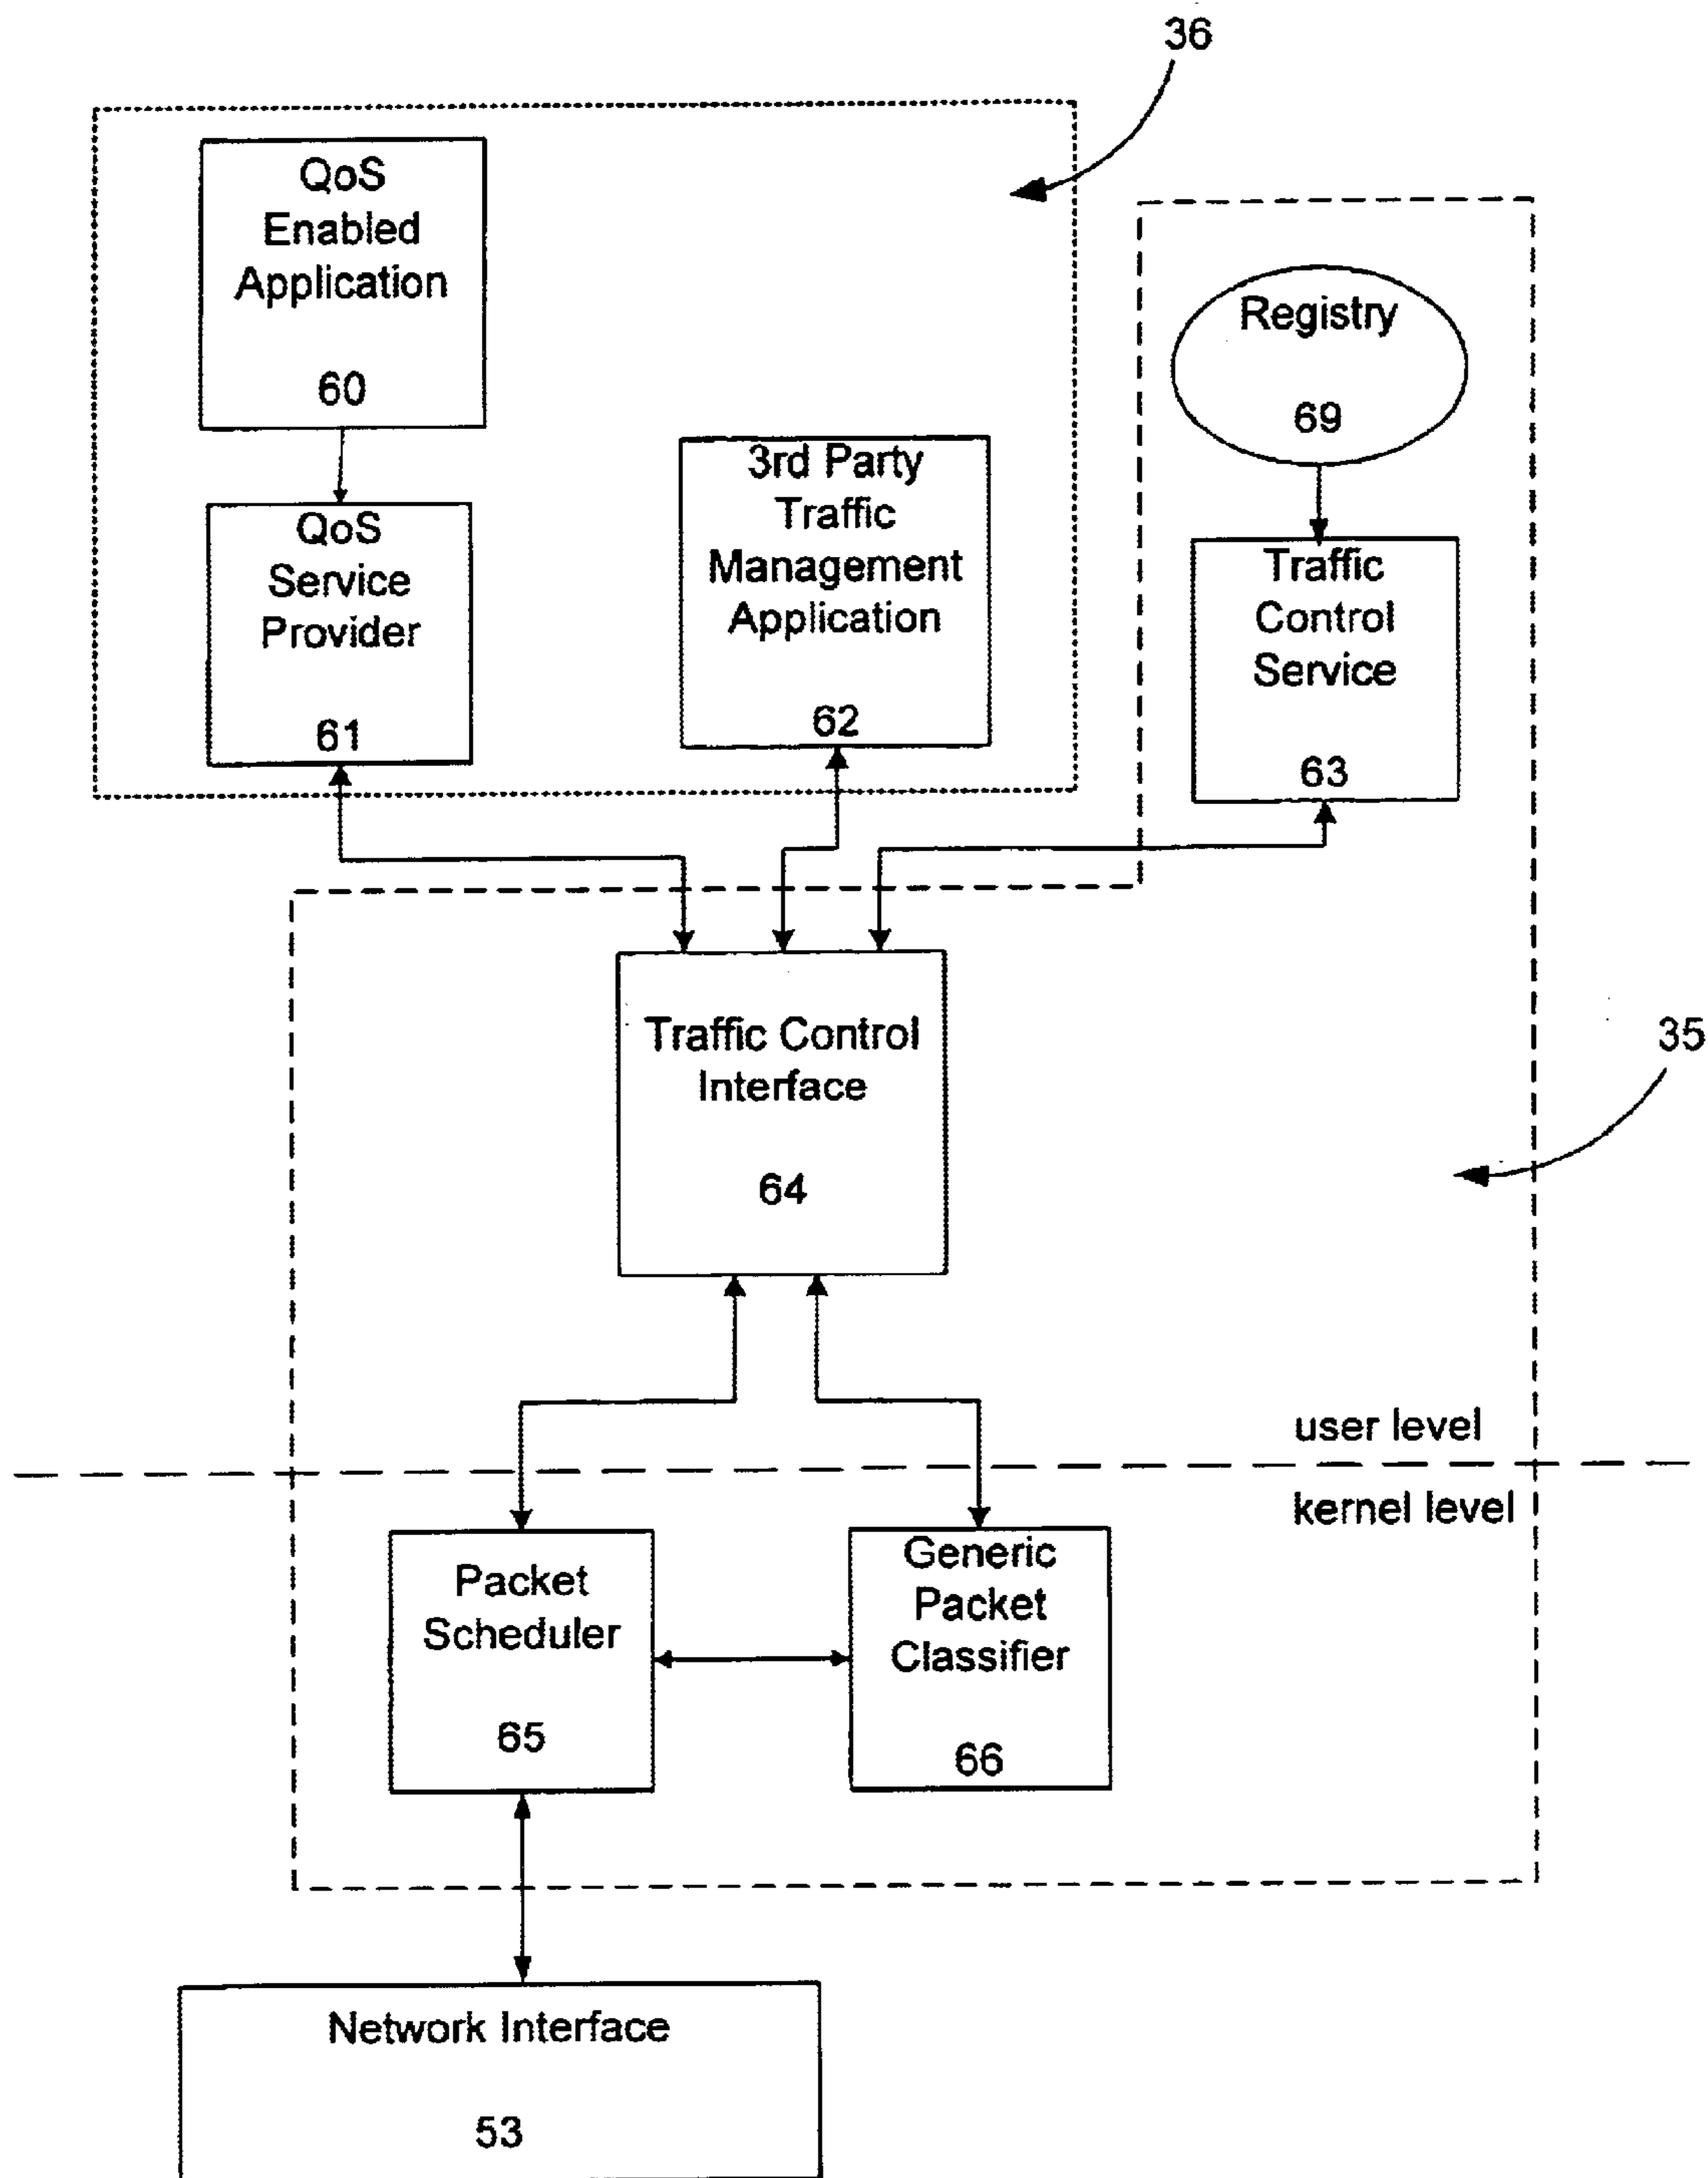 36
QoS
Enabled
Application
60
Registry
69
3rd Party
Traffic
Management
Application
62
QoS
Service
Provider
61
Traffic
Control
Service
63
Traffic Control
Interface
64
35
user level
kernel level
Packet
Scheduler
65
Generic
Packet
Classifier
66
Network Interface
53